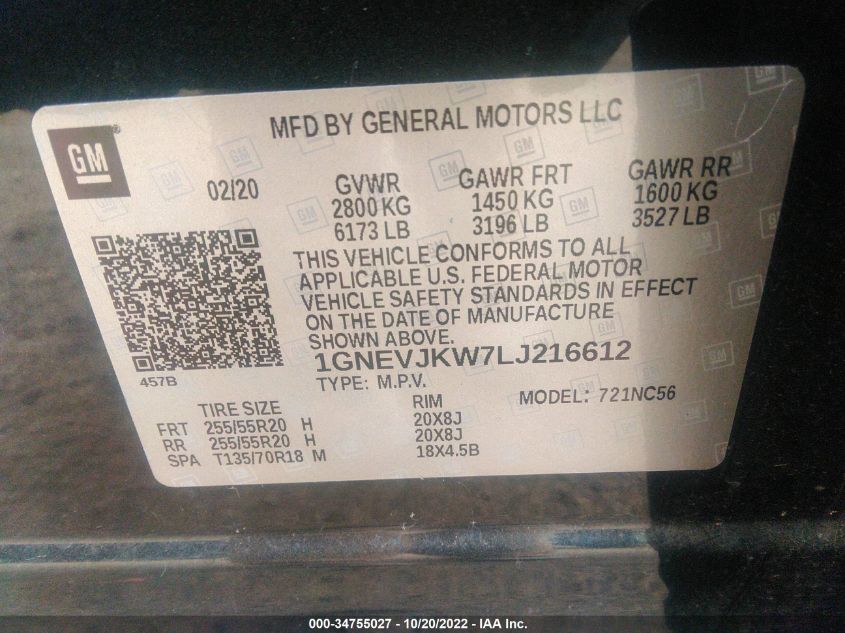 GM
®
MFD BY GENERAL MOTORS LLC
02/20
GVWR
2800 KG
6173 LB
GAWR FRT
1450 KG
3196 LB
GAWR RR
1600 KG
3527 LB
THIS VEHICLE CONFORMS TO ALL
APPLICABLE U.S. FEDERAL MOTOR
VEHICLE SAFETY STANDARDS IN EFFECT
ON THE DATE OF MANUFACTURE
SHOWN ABOVE.
457B
1GNEVJKW7LJ216612
TYPE: M.P.V.
MODEL: 721NC56
TIRE SIZE RIM
FRT 255/55R20 H 20X8J
RR 255/55R20 H 20X8J
SPA T135/70R18 M 18X4.5B
000-34755027 - 10/20/2022 - IAA Inc.